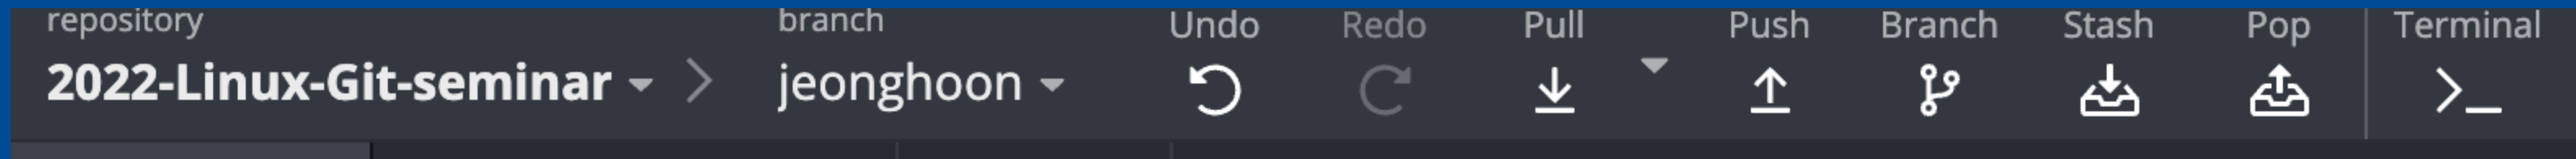 repository branch Undo Redo Pull Push Branch Stash Pop Terminal
2022-Linux-Git-seminar jeonghoon